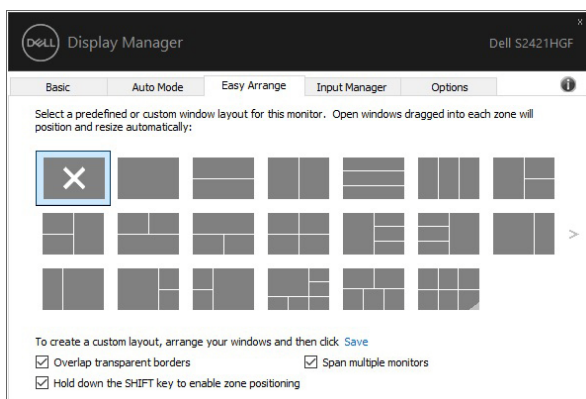 x
DELL Display Manager Dell S2421HGF
Basic Auto Mode Easy Arrange Input Manager Options i
Select a predefined or custom window layout for this monitor. Open windows dragged into each zone will
position and resize automatically:
>
To create a custom layout, arrange your windows and then click Save
Overlap transparent borders Span multiple monitors
Hold down the SHIFT key to enable zone positioning